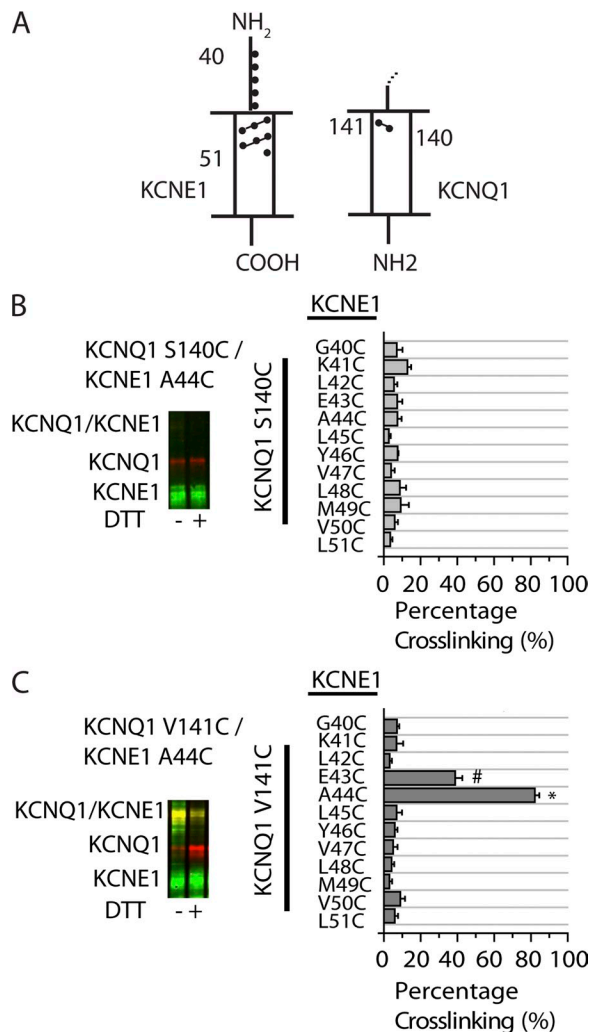 A
NH2
40
51
KCNE1
COOH
141
140
KCNQ1
NH2
B
KCNE1
KCNQ1 S140C /
KCNE1 A44C
KCNQ1/KCNE1
KCNQ1
KCNE1
DTT - +
KCNQ1 S140C
G40C
K41C
L42C
E43C
A44C
L45C
Y46C
V47C
L48C
M49C
V50C
L51C
0 20 40 60 80 100
Percentage
Crosslinking (%)
C
KCNE1
KCNQ1 V141C /
KCNE1 A44C
KCNQ1/KCNE1
KCNQ1
KCNE1
DTT - +
KCNQ1 V141C
G40C
K41C
L42C
E43C #
A44C *
L45C
Y46C
V47C
L48C
M49C
V50C
L51C
0 20 40 60 80 100
Percentage
Crosslinking (%)